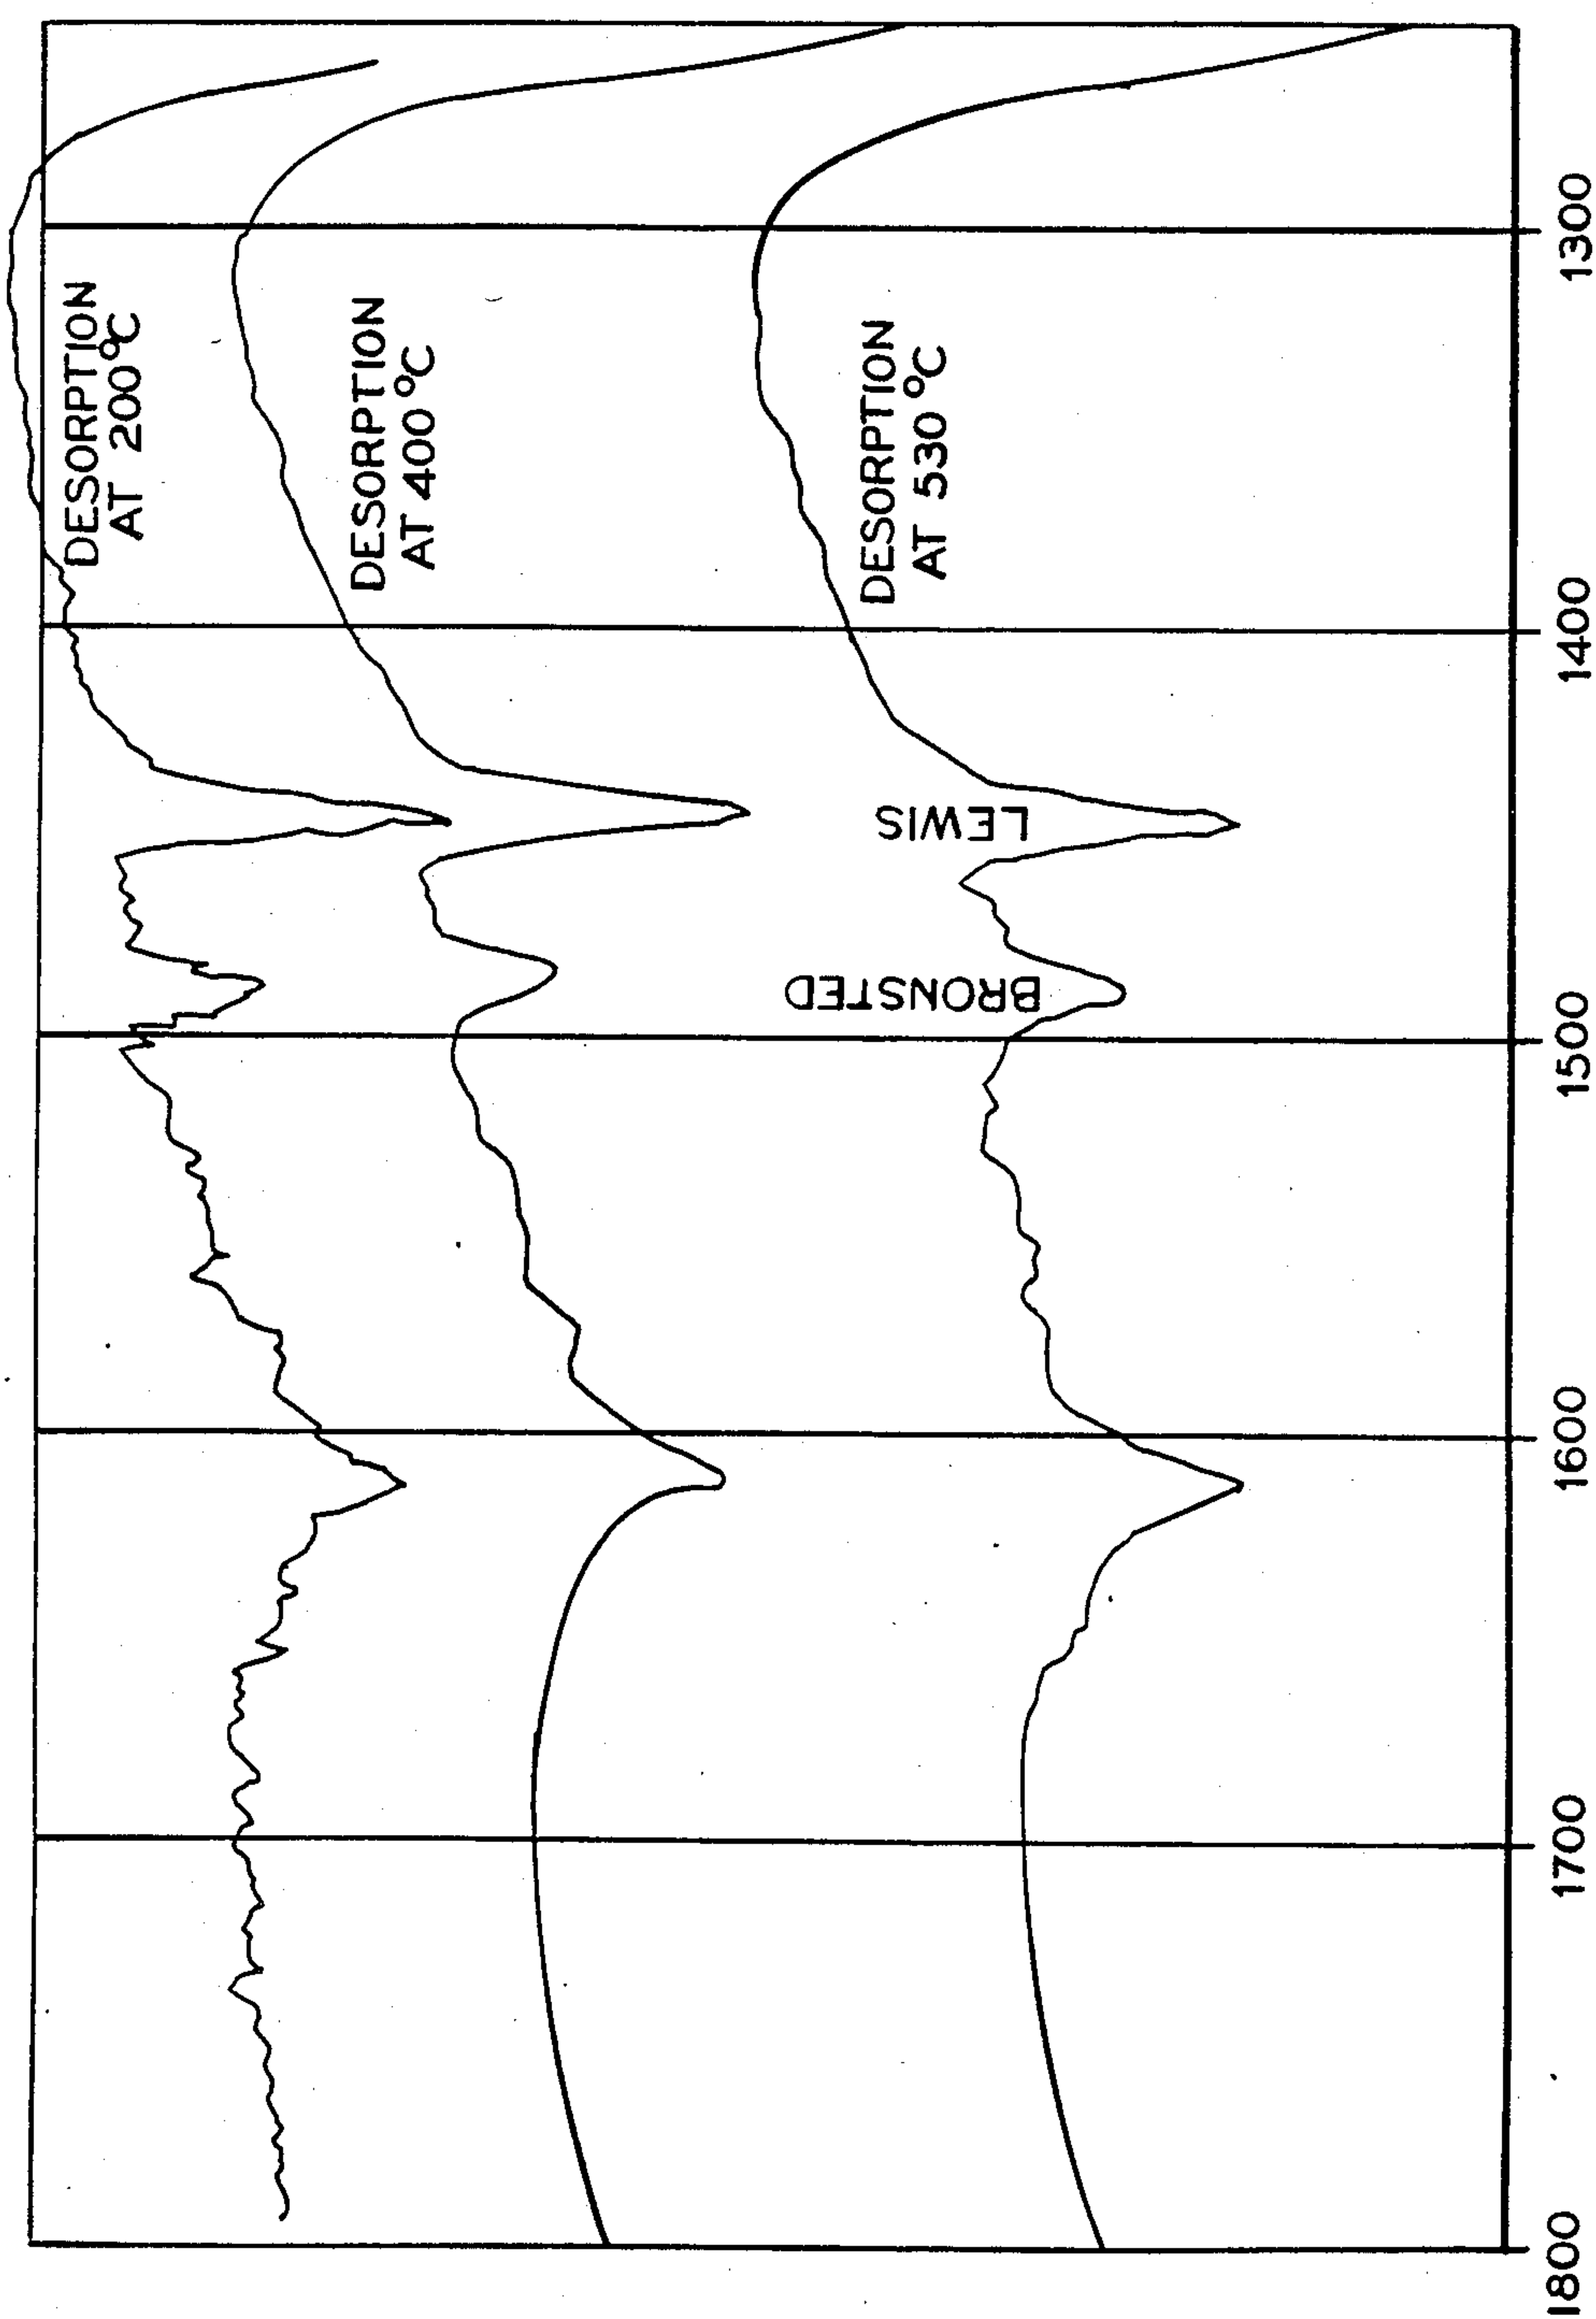 DESORPTION
AT 200°C
DESORPTION
AT 400°C
DESORPTION
AT 530°C
LEWIS
BRONSTED
1800
1700
1600
1500
1400
1300